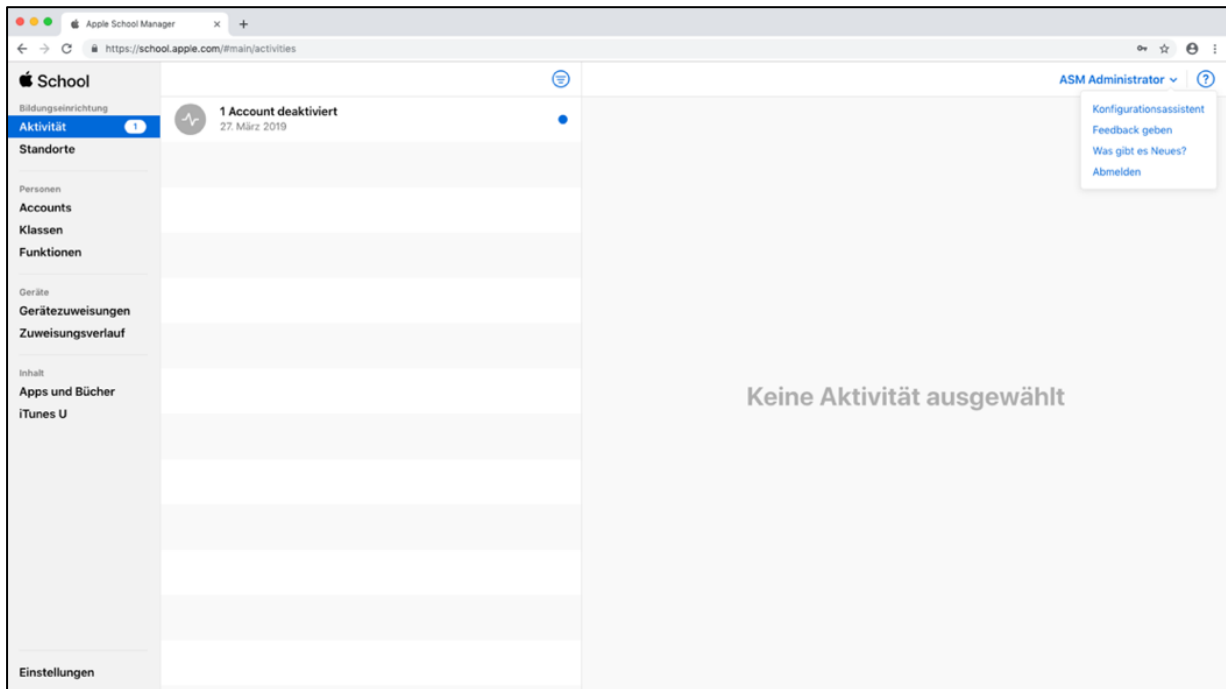 Apple School Manager
https://school.apple.com/#main/activities
School
ASM Administrator
Bildungseinrichtung
Aktivität 1
Standorte
Personen
Accounts
Klassen
Funktionen
Geräte
Gerätezuweisungen
Zuweisungsverlauf
Inhalt
Apps und Bücher
iTunes U
Einstellungen
1 Account deaktiviert
27. März 2019
Konfigurationsassistent
Feedback geben
Was gibt es Neues?
Abmelden
Keine Aktivität ausgewählt